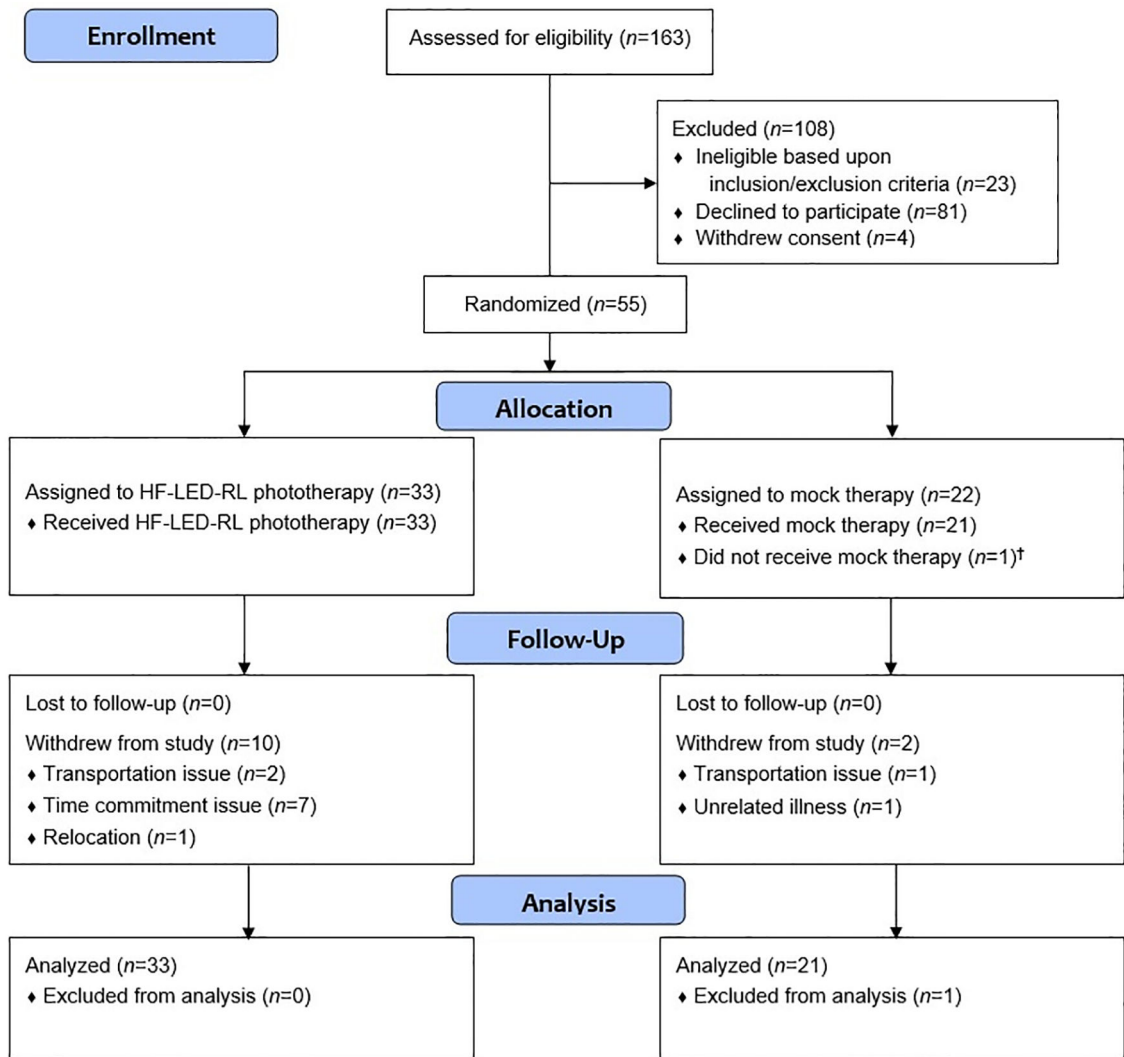 Enrollment
Assessed for eligibility (n=163)
Excluded (n=108)
♦ Ineligible based upon
inclusion/exclusion criteria (n=23)
♦ Declined to participate (n=81)
♦ Withdrew consent (n=4)
Randomized (n=55)
Allocation
Assigned to HF-LED-RL phototherapy (n=33)
♦ Received HF-LED-RL phototherapy (n=33)
Assigned to mock therapy (n=22)
♦ Received mock therapy (n=21)
♦ Did not receive mock therapy (n=1)†
Follow-Up
Lost to follow-up (n=0)
Withdrew from study (n=10)
♦ Transportation issue (n=2)
♦ Time commitment issue (n=7)
♦ Relocation (n=1)
Lost to follow-up (n=0)
Withdrew from study (n=2)
♦ Transportation issue (n=1)
♦ Unrelated illness (n=1)
Analysis
Analyzed (n=33)
♦ Excluded from analysis (n=0)
Analyzed (n=21)
♦ Excluded from analysis (n=1)